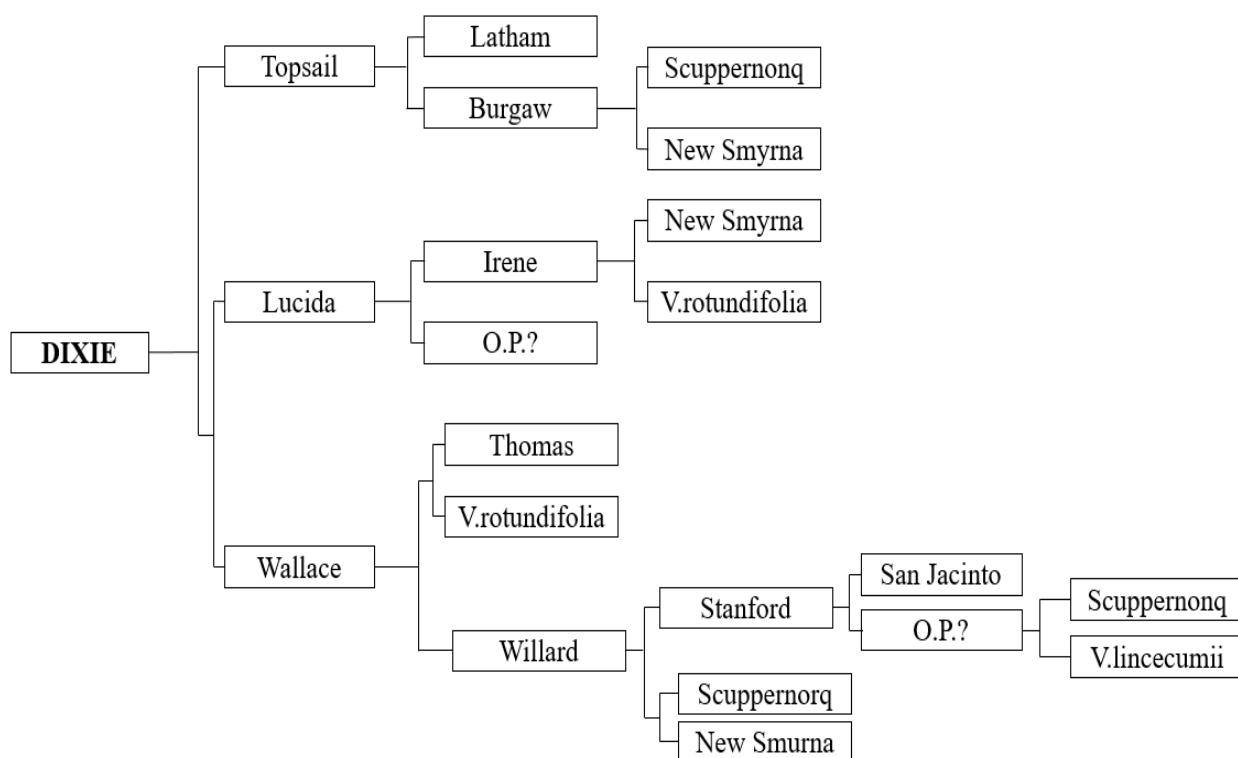 Latham
Topsail
Scuppernonq
Burgaw
New Smyrna
New Smyrna
Irene
Lucida
V.rotundifolia
O.P.?
DIXIE
Thomas
V.rotundifolia
Wallace
San Jacinto
Stanford
Scuppernonq
O.P.?
Willard
V.lincecumii
Scuppernorq
New Smurna